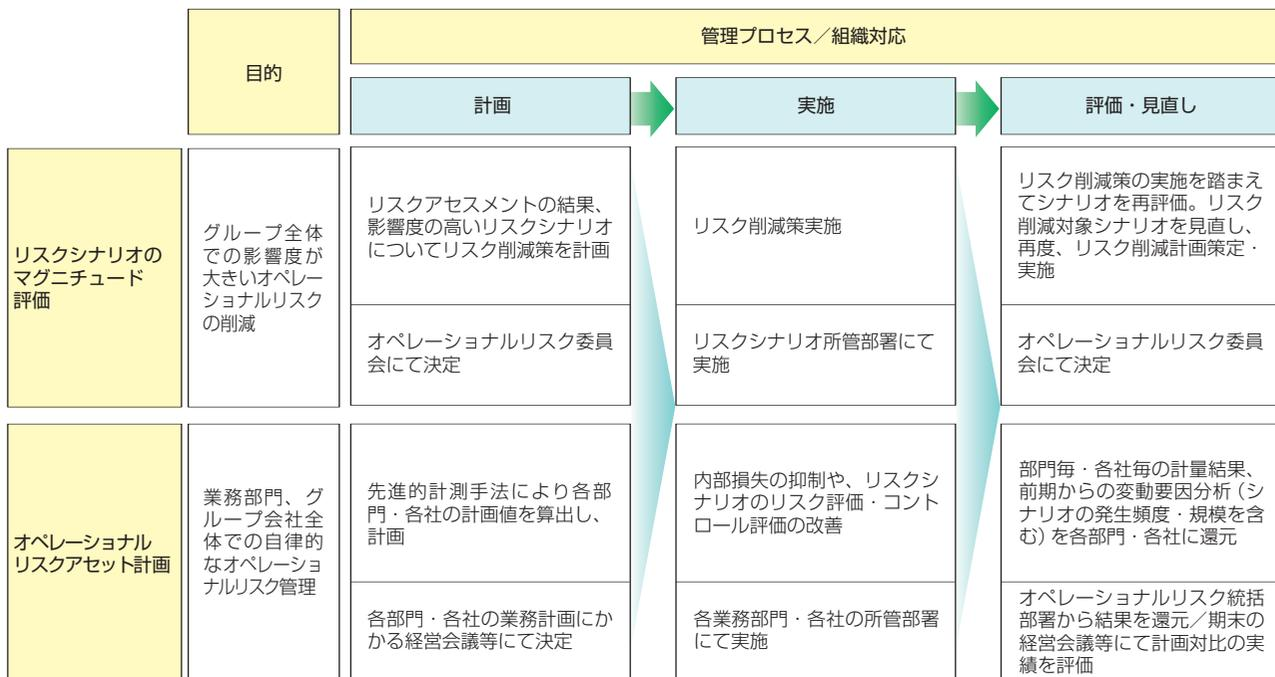 目的
管理プロセス／組織対応
計画
実施
評価・見直し
リスクシナリオの
マグニチュード
評価
グループ全体
での影響度が
大きいオペレー
ショナルリスク
の削減
リスクアセスメントの結果、
影響度の高いリスクシナリオ
についてリスク削減策を計画
リスク削減策実施
リスク削減策の実施を踏まえ
てシナリオを再評価。リスク
削減対象シナリオを見直し、
再度、リスク削減計画策定・
実施
オペレーショナルリスク委員
会にて決定
リスクシナリオ所管部署にて
実施
オペレーショナルリスク委員
会にて決定
オペレーショナル
リスクアセット計画
業務部門、グ
ループ会社全
体での自律的
なオペレーショ
ナルリスク管理
先進的計測手法により各部
門・各社の計画値を算出し、
計画
内部損失の抑制や、リスクシ
ナリオのリスク評価・コント
ロール評価の改善
部門毎・各社毎の計量結果、
前期からの変動要因分析（シ
ナリオの発生頻度・規模を含
む）を各部門・各社に還元
各部門・各社の業務計画にか
かる経営会議等にて決定
各業務部門・各社の所管部署
にて実施
オペレーショナルリスク統括
部署から結果を還元／期末の
経営会議等にて計画対比の実
績を評価